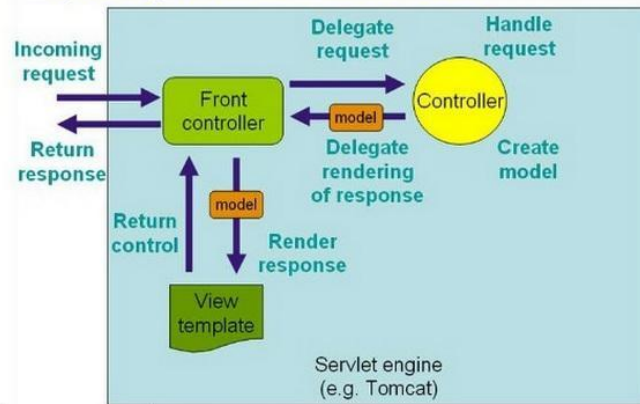 Incoming
request
Return
response
Front
controller
Delegate
request
Handle
request
Controller
model
Delegate
rendering
of response
Create
model
model
Return
control
Render
response
View
template
Servlet engine
(e.g. Tomcat)